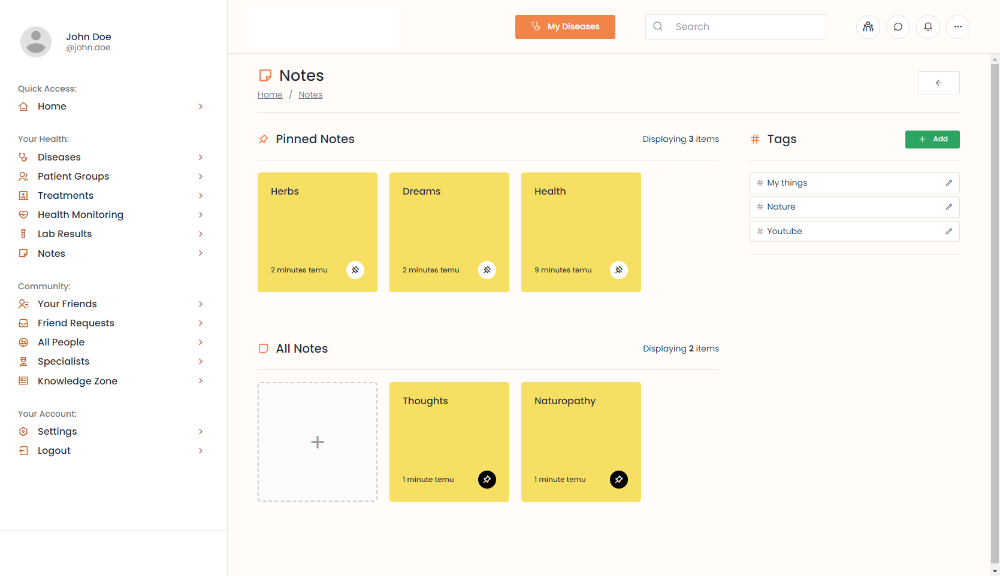 John Doe
@john.doe
Quick Access:
Home
Your Health:
Diseases
Patient Groups
Treatments
Health Monitoring
Lab Results
Notes
Community:
Your Friends
Friend Requests
All People
Specialists
Knowledge Zone
Your Account:
Settings
Logout
My Diseases
Search
Notes
Home / Notes
Pinned Notes
Displaying 3 items
Herbs
2 minutes temu
Dreams
2 minutes temu
Health
9 minutes temu
All Notes
Displaying 2 items
Thoughts
1 minute temu
Naturopathy
1 minute temu
# Tags
+ Add
# My things
# Nature
# Youtube